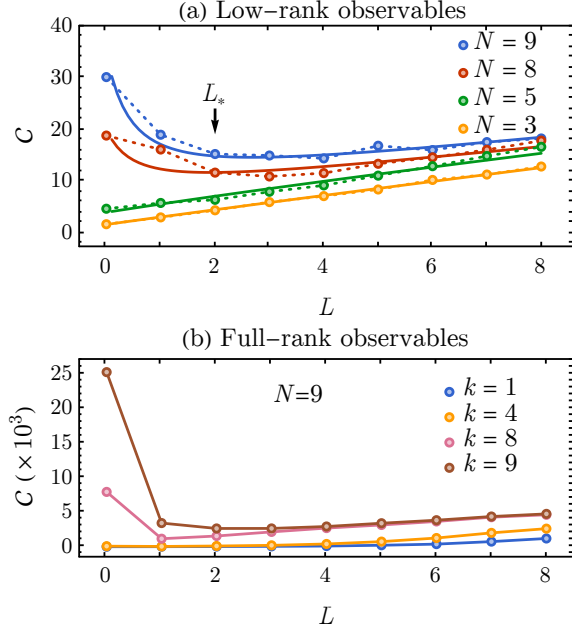 (a) Low-rank observables
40
30
20
10
0
C
L*
N = 9
N = 8
N = 5
N = 3
0 2 4 6 8
L
(b) Full-rank observables
25
20
15
10
5
0
C (×10³)
N=9
k = 1
k = 4
k = 8
k = 9
0 2 4 6 8
L